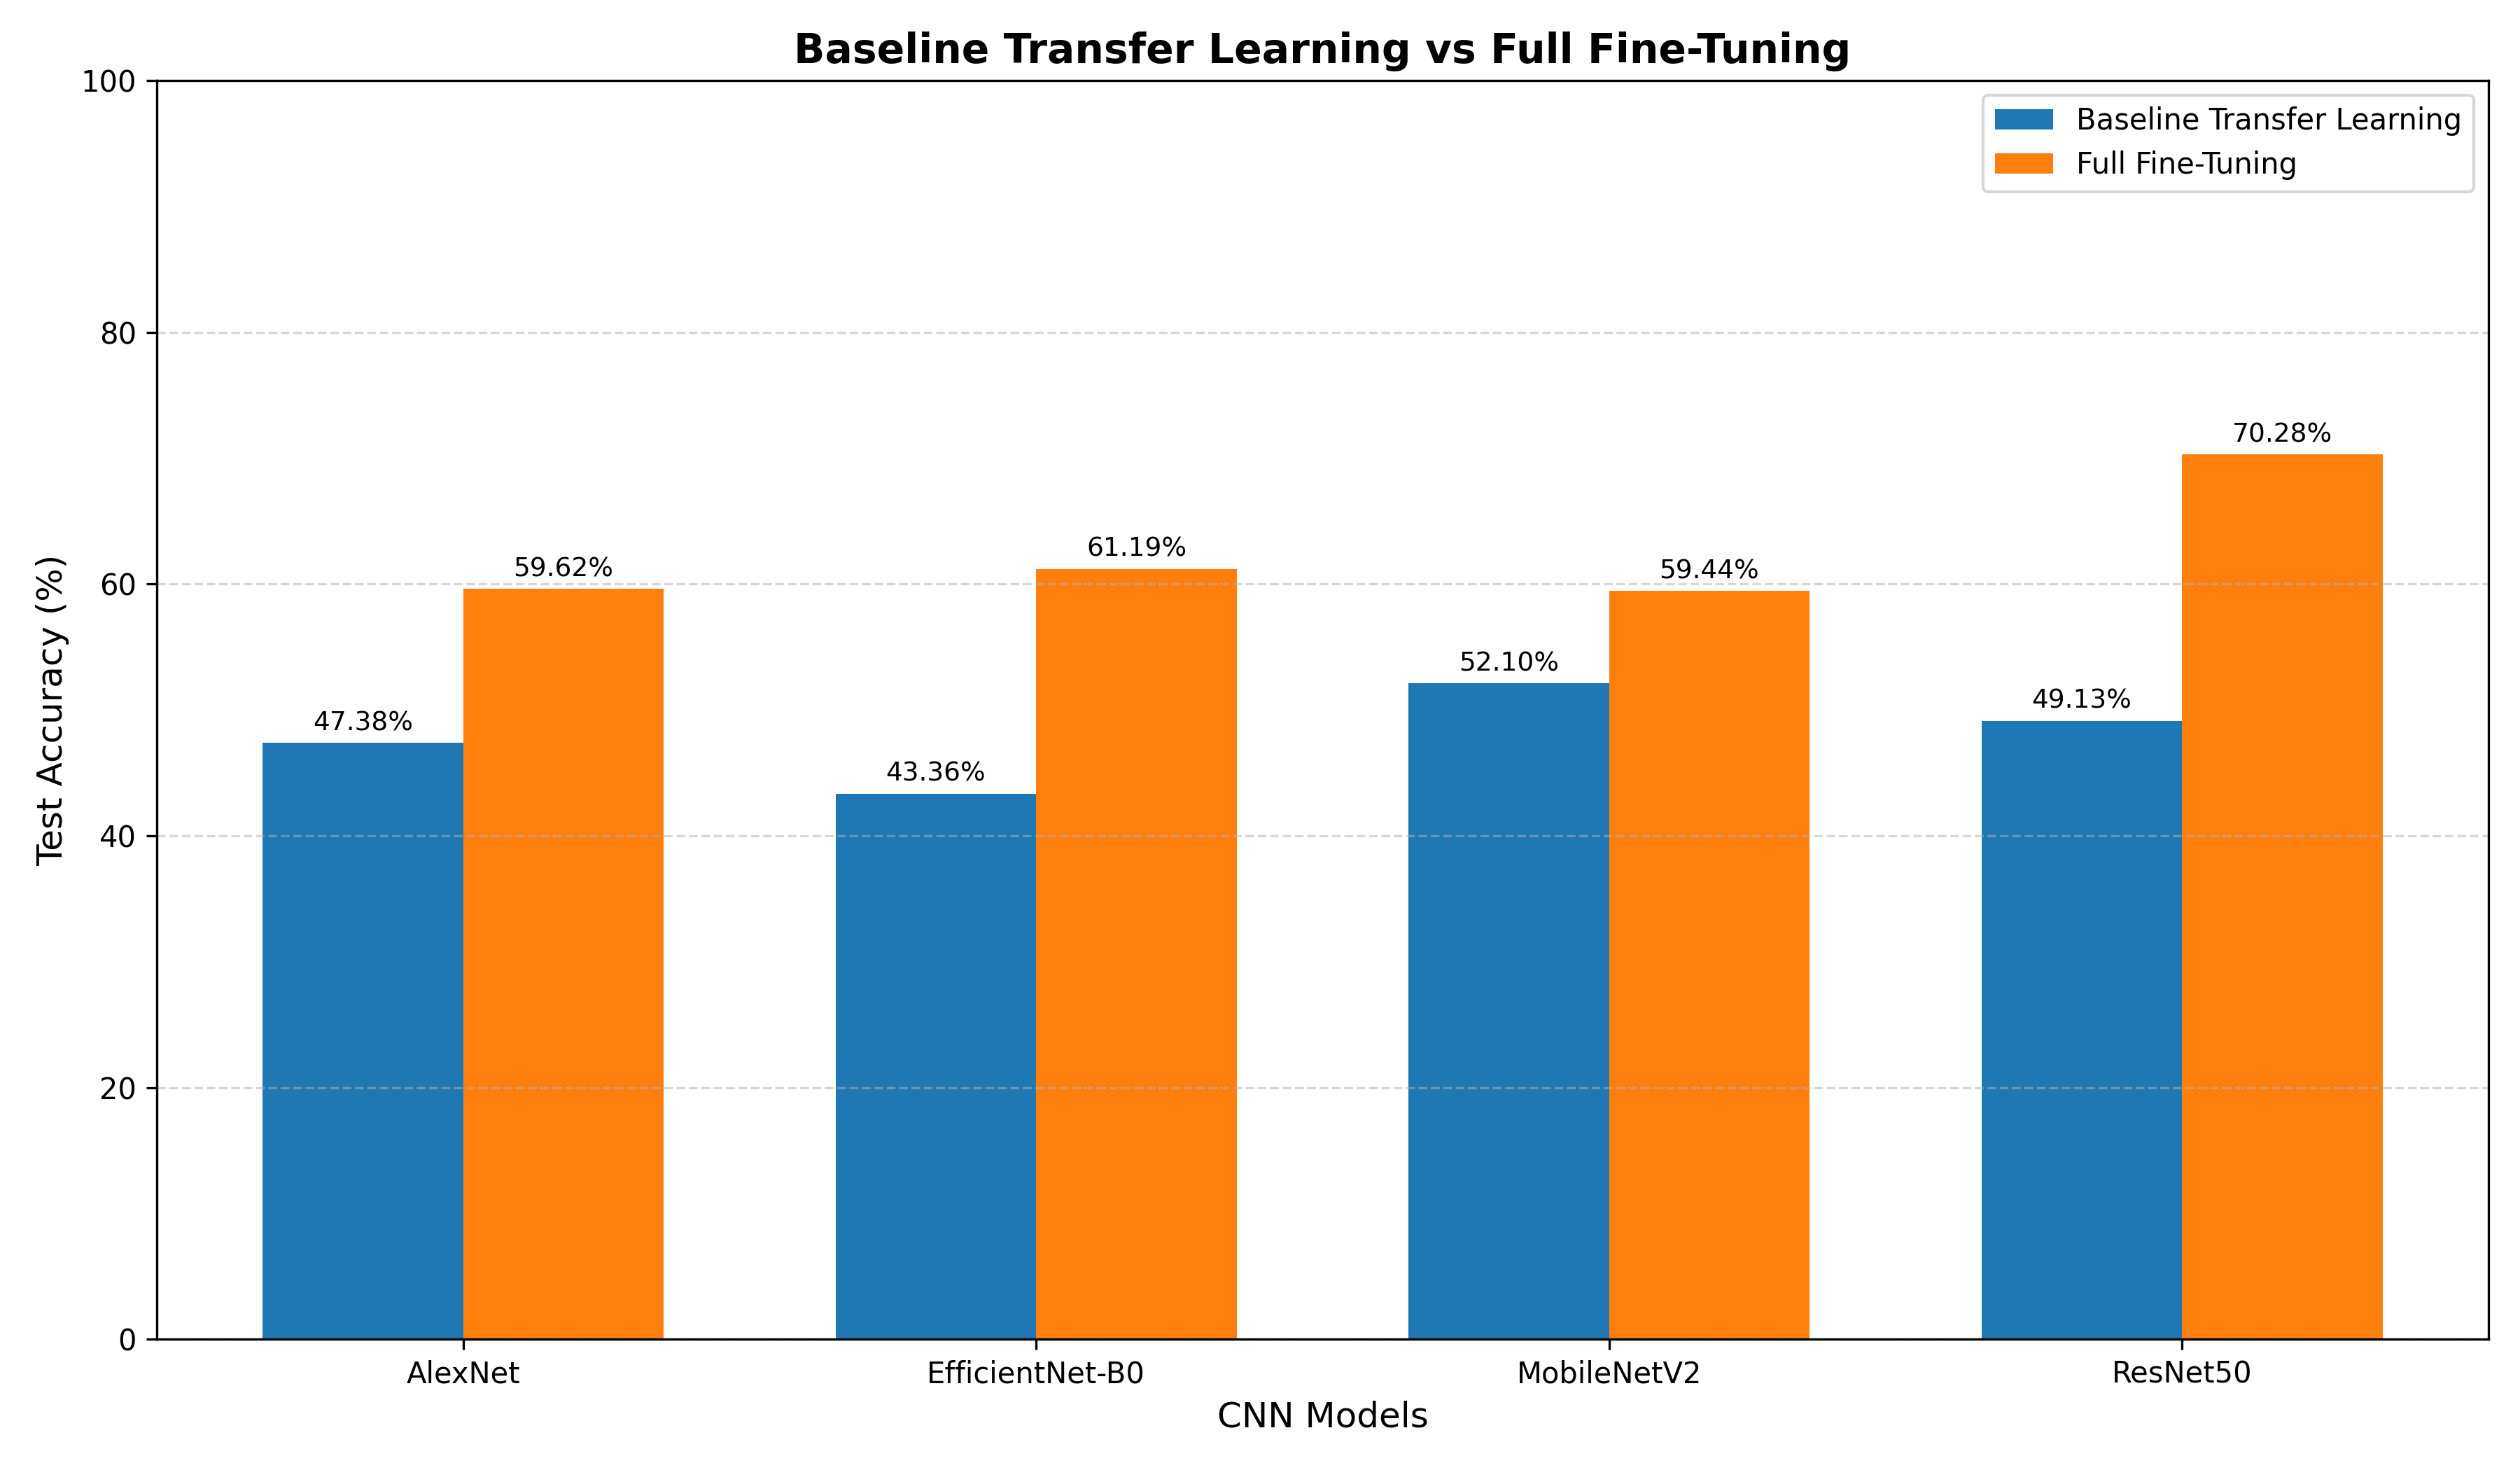 Baseline Transfer Learning vs Full Fine-Tuning
100
80
60
40
20
0
Test Accuracy (%)
Baseline Transfer Learning
Full Fine-Tuning
47.38%
59.62%
43.36%
61.19%
52.10%
59.44%
49.13%
70.28%
AlexNet
EfficientNet-B0
MobileNetV2
ResNet50
CNN Models